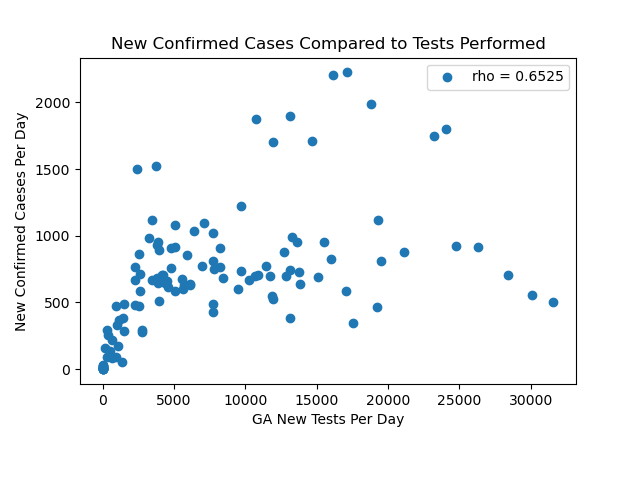 New Confirmed Cases Compared to Tests Performed
rho = 0.6525
New Confirmed Caeses Per Day
2000
1500
1000
500
0
0 5000 10000 15000 20000 25000 30000
GA New Tests Per Day